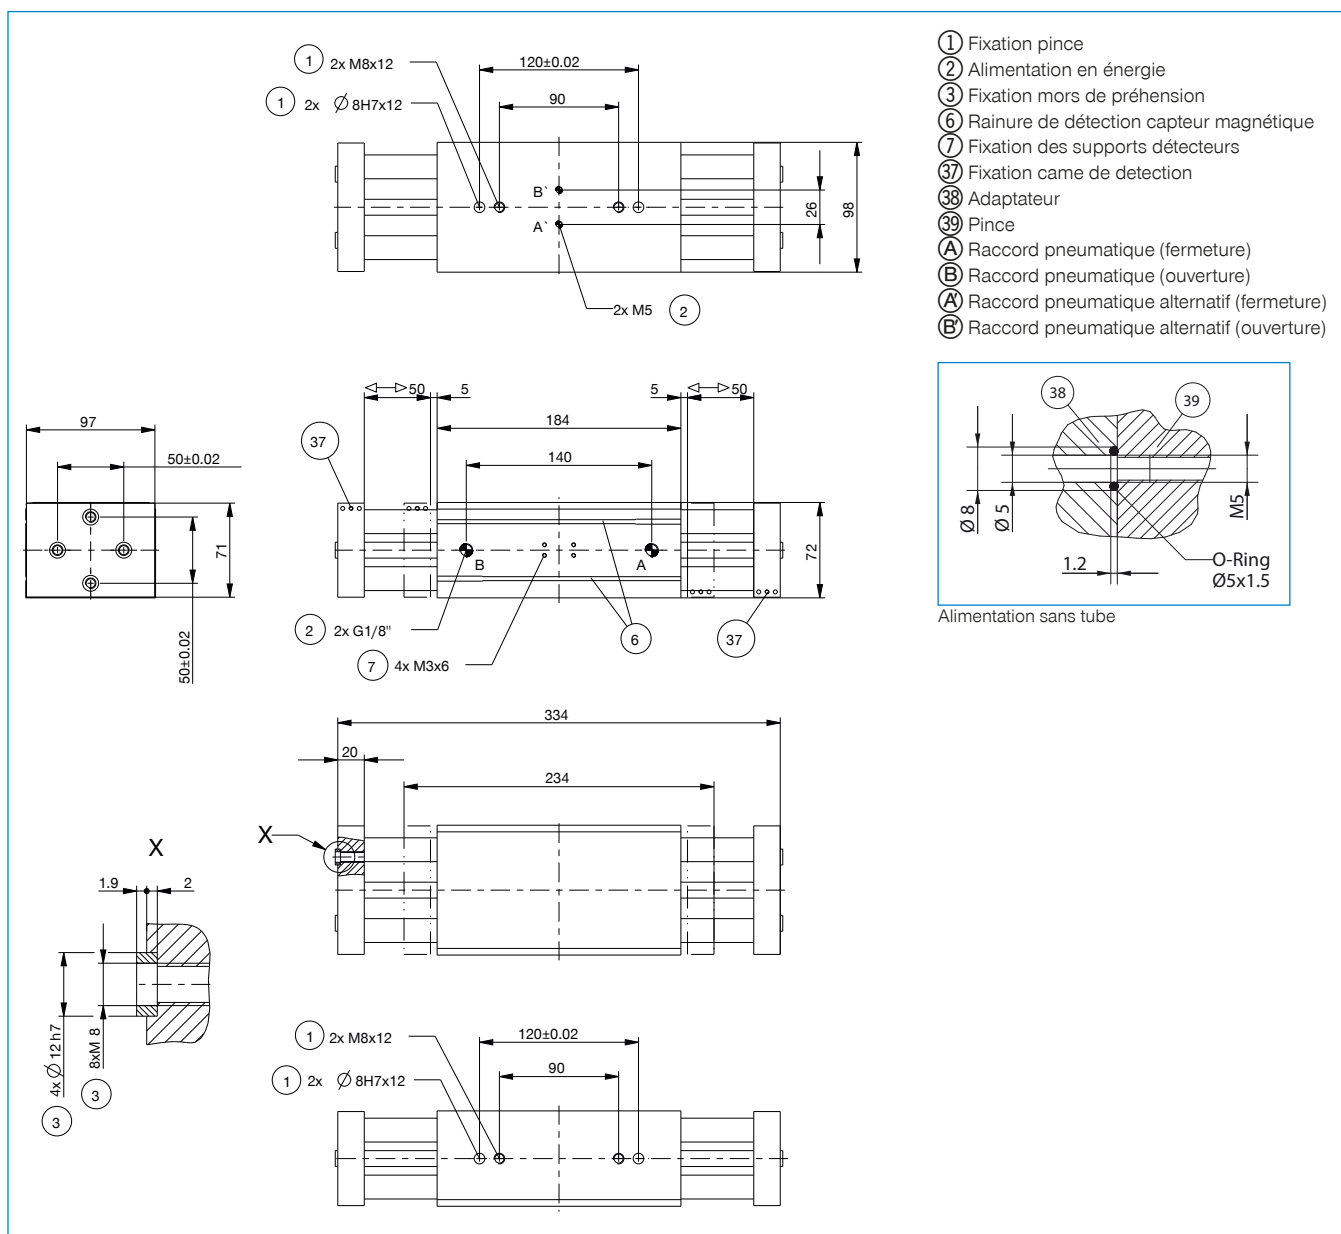 1 2x M8x12
1 2x Ø 8H7x12
120±0.02
90
B`
A`
26
98
2x M5 2
1 Fixation pince
2 Alimentation en énergie
3 Fixation mors de préhension
6 Rainure de détection capteur magnétique
7 Fixation des supports détecteurs
37 Fixation came de detection
38 Adaptateur
39 Pince
A Raccord pneumatique (fermeture)
B Raccord pneumatique (ouverture)
A' Raccord pneumatique alternatif (fermeture)
B' Raccord pneumatique alternatif (ouverture)
38
39
Ø 8
Ø 5
M5
1.2
O-Ring
Ø5x1.5
Alimentation sans tube
97
50±0.02
71
50±0.02
50
5
5
50
184
140
37
B
A
72
2 2x G1/8"
7 4x M3x6
6
37
334
20
234
X
X
1.9
2
4x Ø 12 h7
8xM 8
3
3
1 2x M8x12
1 2x Ø 8H7x12
120±0.02
90